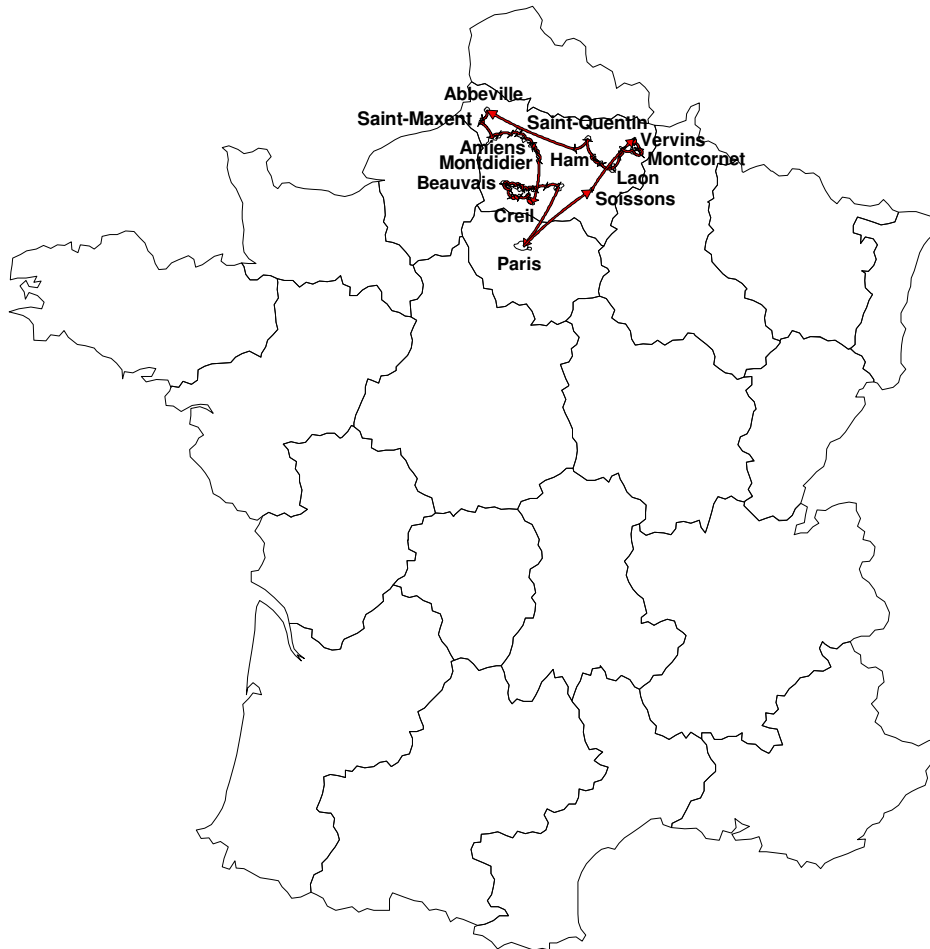 Abbeville
Saint-Maxent
Saint-Quentin
Vervins
Amiens
Ham
Montcornet
Montdidier
Laon
Beauvais
Soissons
Creil
Paris